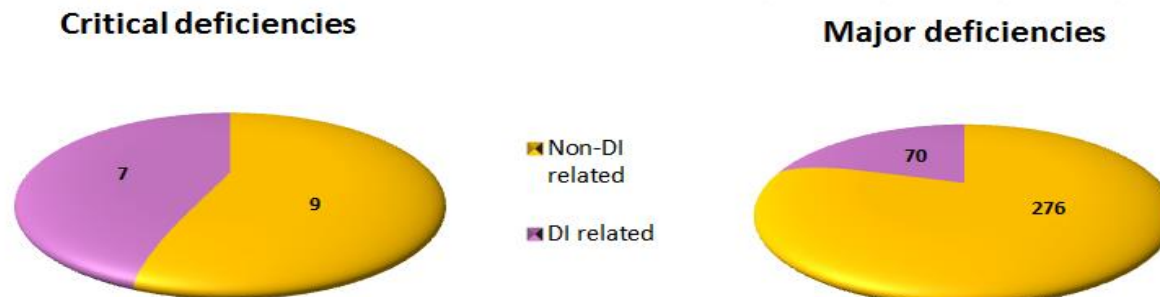 Critical deficiencies
Major deficiencies
7
9
Non-DI
related
DI related
70
276